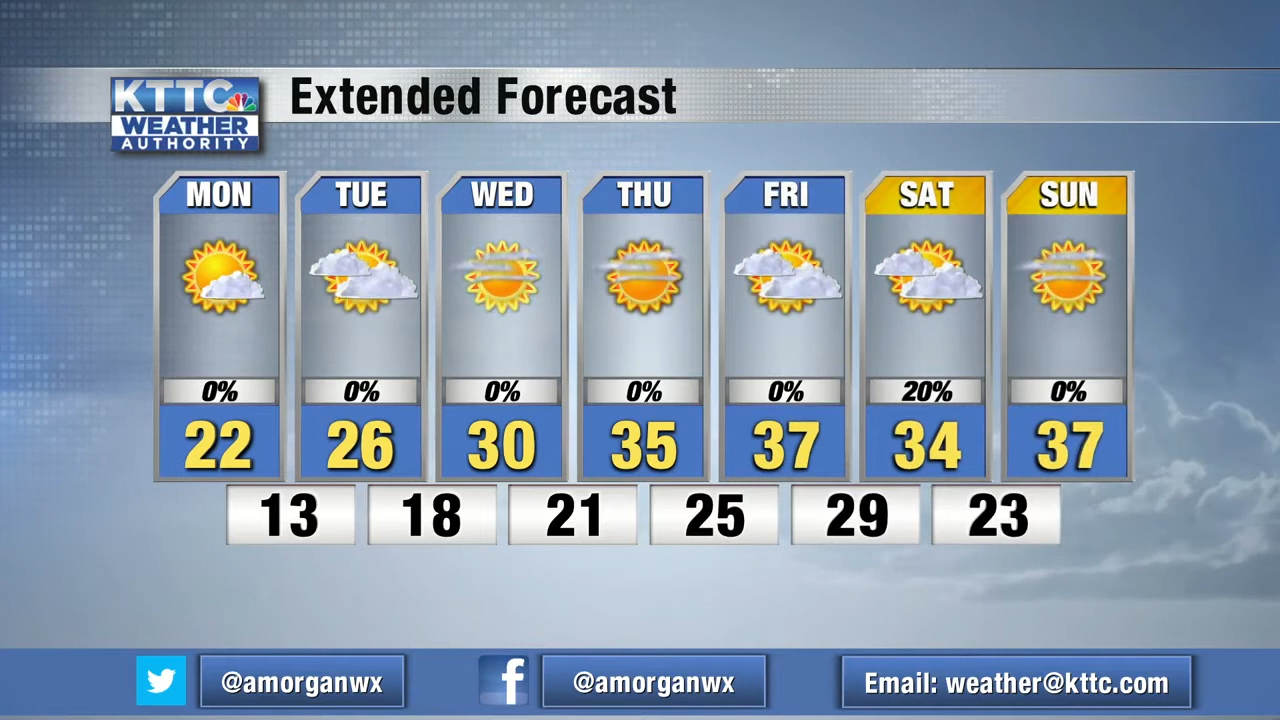 KTTC
WEATHER
AUTHORITY
Extended Forecast
MON TUE WED THU FRI SAT SUN
0% 0% 0% 0% 0% 20% 0%
22 26 30 35 37 34 37
13 18 21 25 29 23
@amorganwx @amorganwx Email: weather@kttc.com